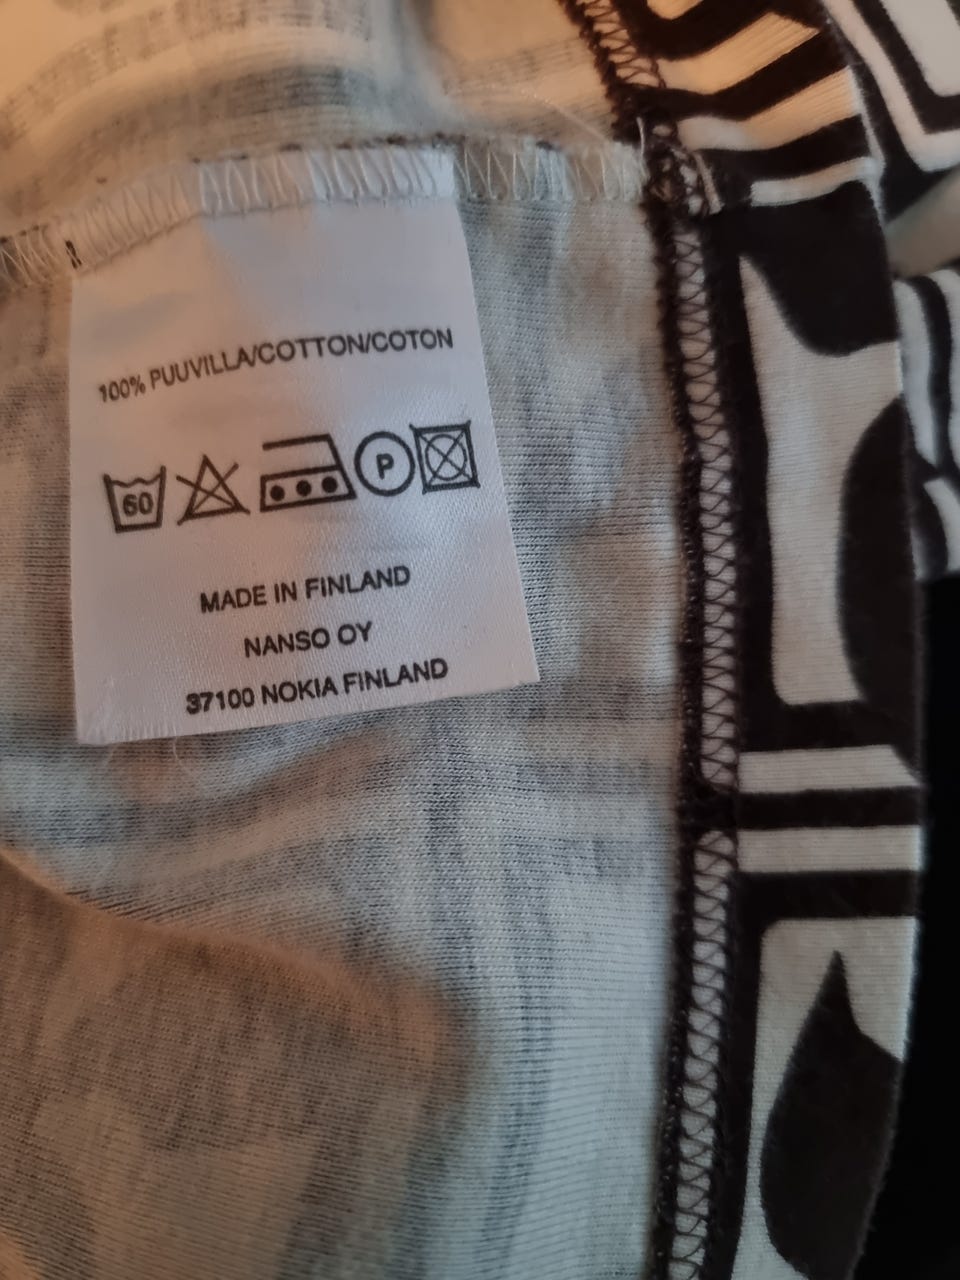 100% PUUVILLA/COTTON/COTON
60 P
MADE IN FINLAND
NANSO OY
37100 NOKIA FINLAND